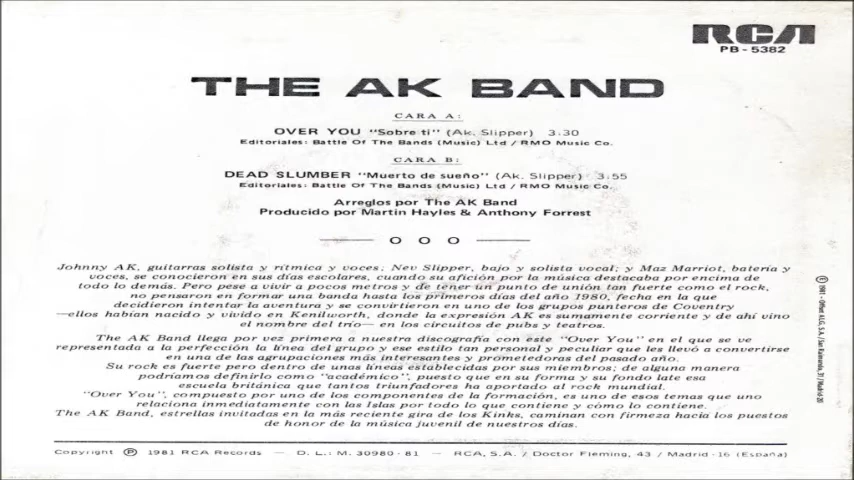 RCA
PB-5382
THE AK BAND
CARA A:
OVER YOU "Sobre ti" (Ak. Slipper) 3.30
Editoriales: Battle Of The Bands (Music) Ltd / RMO Music Co.
CARA B:
DEAD SLUMBER "Muerto de sueño" (Ak. Slipper) 3.55
Editoriales: Battle Of The Bands (Music) Ltd / RMO Music Co.
Arreglos por The AK Band
Producido por Martin Hayles & Anthony Forrest
O O O
Johnny AK, guitarras solista y rítmica y voces; Nev Slipper, bajo y solista vocal; y Maz Marriot, batería y
voces, se conocieron en sus días escolares, cuando su afición por la música destacaba por encima de
todo lo demás. Pero pese a vivir a pocos metros y de tener un punto de unión tan fuerte como el rock,
no pensaron en formar una banda hasta los primeros días del año 1980, fecha en la que
decidieron intentar la aventura y se convirtieron en uno de los grupos punteros de Coventry
—ellos habían nacido y vivido en Kenilworth, donde la expresión AK es sumamente corriente y de ahí vino
el nombre del trío— en los circuitos de pubs y teatros.
The AK Band llega por vez primera a nuestra discografía con este "Over You" en el que se ve
representada a la perfección la línea del grupo y ese estilo tan personal y peculiar que les llevó a convertirse
en una de las agrupaciones más interesantes y prometedoras del pasado año.
Su rock es fuerte pero dentro de unas líneas establecidas por sus miembros; de alguna manera
podríamos definirlo como "académico", puesto que en su forma y su fondo late esa
escuela británica que tantos triunfadores ha aportado al rock mundial.
"Over You", compuesto por uno de los componentes de la formación, es uno de esos temas que uno
relaciona inmediatamente con las Islas por todo lo que contiene y cómo lo contiene.
The AK Band, estrellas invitadas en la más reciente gira de los Kinks, caminan con firmeza hacia los puestos
de honor de la música juvenil de nuestros días.
Copyright Ⓟ 1981 RCA Records — D. L.: M. 30980-81 — RCA, S.A. / Doctor Fleming, 43 / Madrid-16 (España)
Ⓟ 1981 - Offset A.I.G., S.A. /